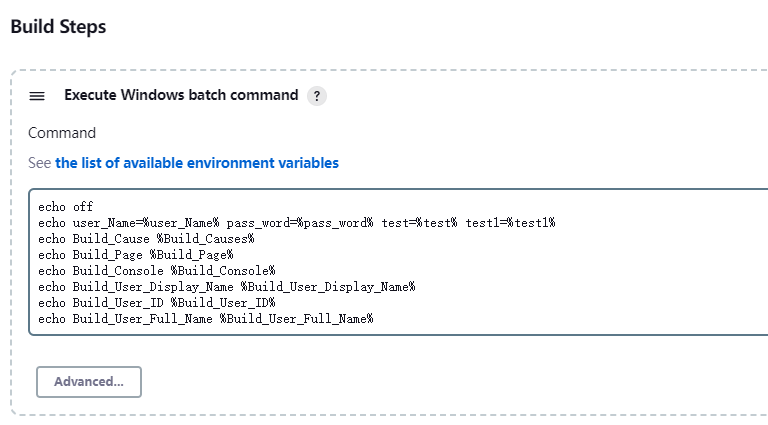 Build Steps
Execute Windows batch command ?
Command
See the list of available environment variables
echo off
echo user_Name=%user_Name% pass_word=%pass_word% test=%test% test1=%test1%
echo Build_Cause %Build_Causes%
echo Build_Page %Build_Page%
echo Build_Console %Build_Console%
echo Build_User_Display_Name %Build_User_Display_Name%
echo Build_User_ID %Build_User_ID%
echo Build_User_Full_Name %Build_User_Full_Name%
Advanced...